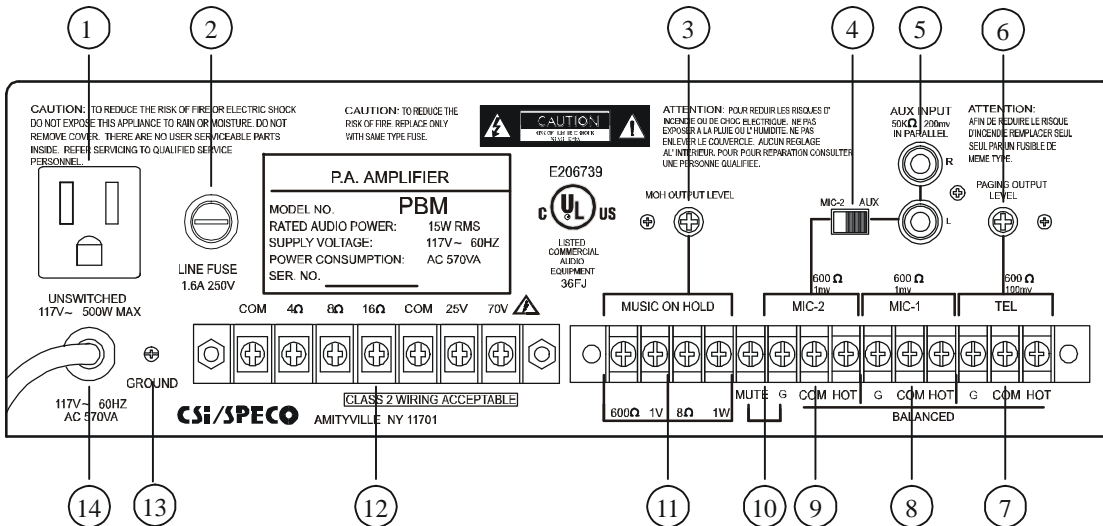 1 2 3 4 5 6
CAUTION: TO REDUCE THE RISK OF FIRE OR ELECTRIC SHOCK
DO NOT EXPOSE THIS APPLIANCE TO RAIN OR MOISTURE. DO NOT
REMOVE COVER. THERE ARE NO USER SERVICEABLE PARTS
INSIDE. REFER SERVICING TO QUALIFIED SERVICE
PERSONNEL.
CAUTION: TO REDUCE THE
RISK OF FIRE. REPLACE ONLY
WITH SAME TYPE FUSE.
CAUTION
ATTENTION: POUR REDUIR LES RISQUES D'
INCENDIE OU DE CHOC ELECTRIQUE. NE PAS
EXPOSER A LA PLUIE OU L' HUMIDITE. NE PAS
ENLEVER LE COUVERCLE. AUCUN REGLAGE
AL' INTERIEUR. POUR POUR REPARATION CONSULTER
UNE PERSONNE QUALIFIEE.
AUX INPUT
50KΩ 200mv
IN PARALLEL
R
L
ATTENTION:
AFIN DE REDUIRE LE RISQUE
D'INCENDIE REMPLACER SEUL
SEUL PAR UN FUSIBLE DE
MEME TYPE.
LINE FUSE
1.6A 250V
P.A. AMPLIFIER
MODEL NO. PBM
RATED AUDIO POWER: 15W RMS
SUPPLY VOLTAGE: 117V~ 60HZ
POWER CONSUMPTION: AC 570VA
SER. NO.
E206739
C UL US
LISTED
COMMERCIAL
AUDIO
EQUIPMENT
36FJ
MOH OUTPUT LEVEL
MIC-2 AUX
PAGING OUTPUT
LEVEL
UNSWITCHED
117V~ 500W MAX
COM 4Ω 8Ω 16Ω COM 25V 70V
600Ω
1mv
600Ω
1mv
600Ω
100mv
MUSIC ON HOLD MIC-2 MIC-1 TEL
GROUND
117V~ 60HZ
AC 570VA
CLASS 2 WIRING ACCEPTABLE
CSi/SPECO AMITYVILLE NY 11701
600Ω 1V 8Ω 1W
MUTE G COM HOT G COM HOT G COM HOT
BALANCED
14 13 12 11 10 9 8 7